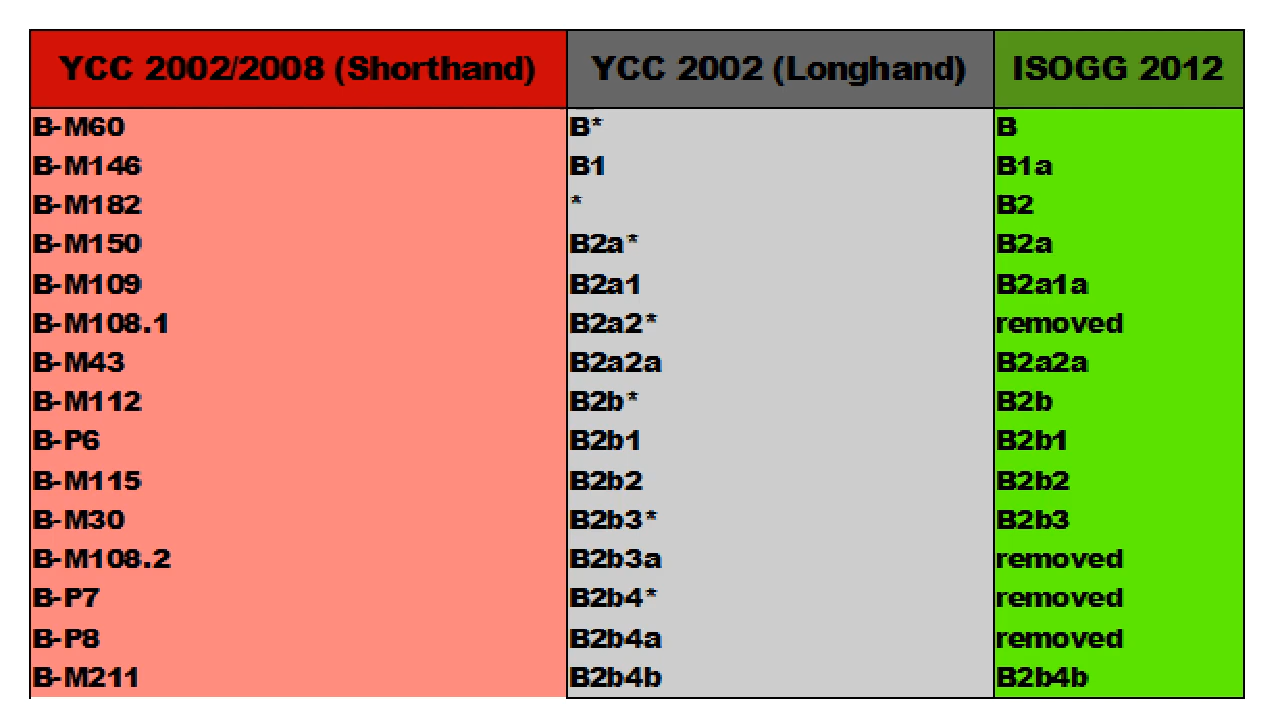 YCC 2002/2008 (Shorthand) YCC 2002 (Longhand) ISOGG 2012
B-M60 B* B
B-M146 B1 B1a
B-M182 * B2
B-M150 B2a* B2a
B-M109 B2a1 B2a1a
B-M108.1 B2a2* removed
B-M43 B2a2a B2a2a
B-M112 B2b* B2b
B-P6 B2b1 B2b1
B-M115 B2b2 B2b2
B-M30 B2b3* B2b3
B-M108.2 B2b3a removed
B-P7 B2b4* removed
B-P8 B2b4a removed
B-M211 B2b4b B2b4b